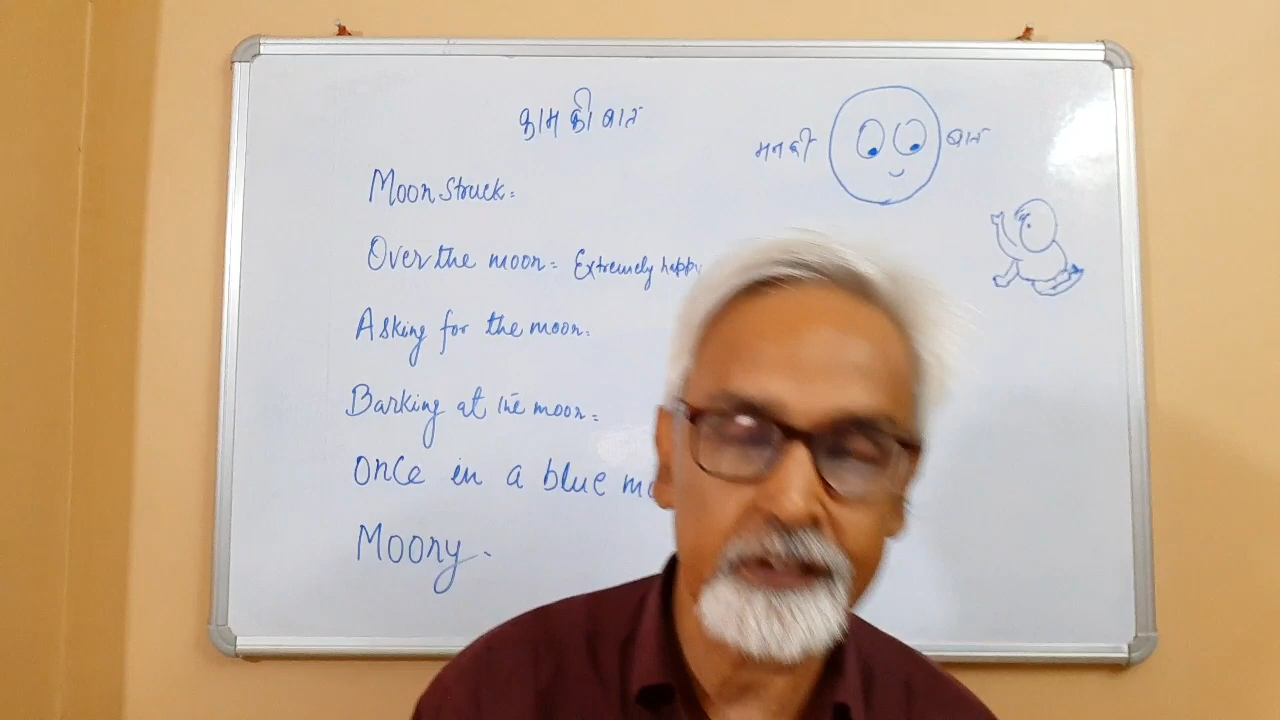 काम की बात
मन की बात
Moon struck =
Over the moon = Extremely happy
Asking for the moon =
Barking at the moon =
Once in a blue
Moony -